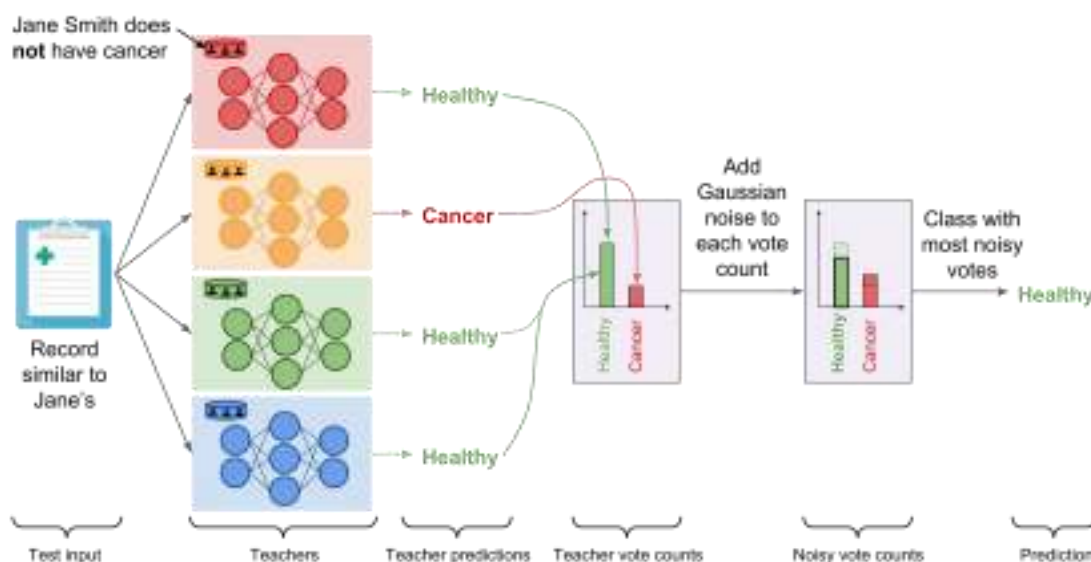 Jane Smith does
not have cancer
Record
similar to
Jane's
Healthy
Cancer
Healthy
Healthy
Healthy
Cancer
Add
Gaussian
noise to
each vote
count
Healthy
Cancer
Class with
most noisy
votes
Healthy
Test input
Teachers
Teacher predictions
Teacher vote counts
Noisy vote counts
Prediction